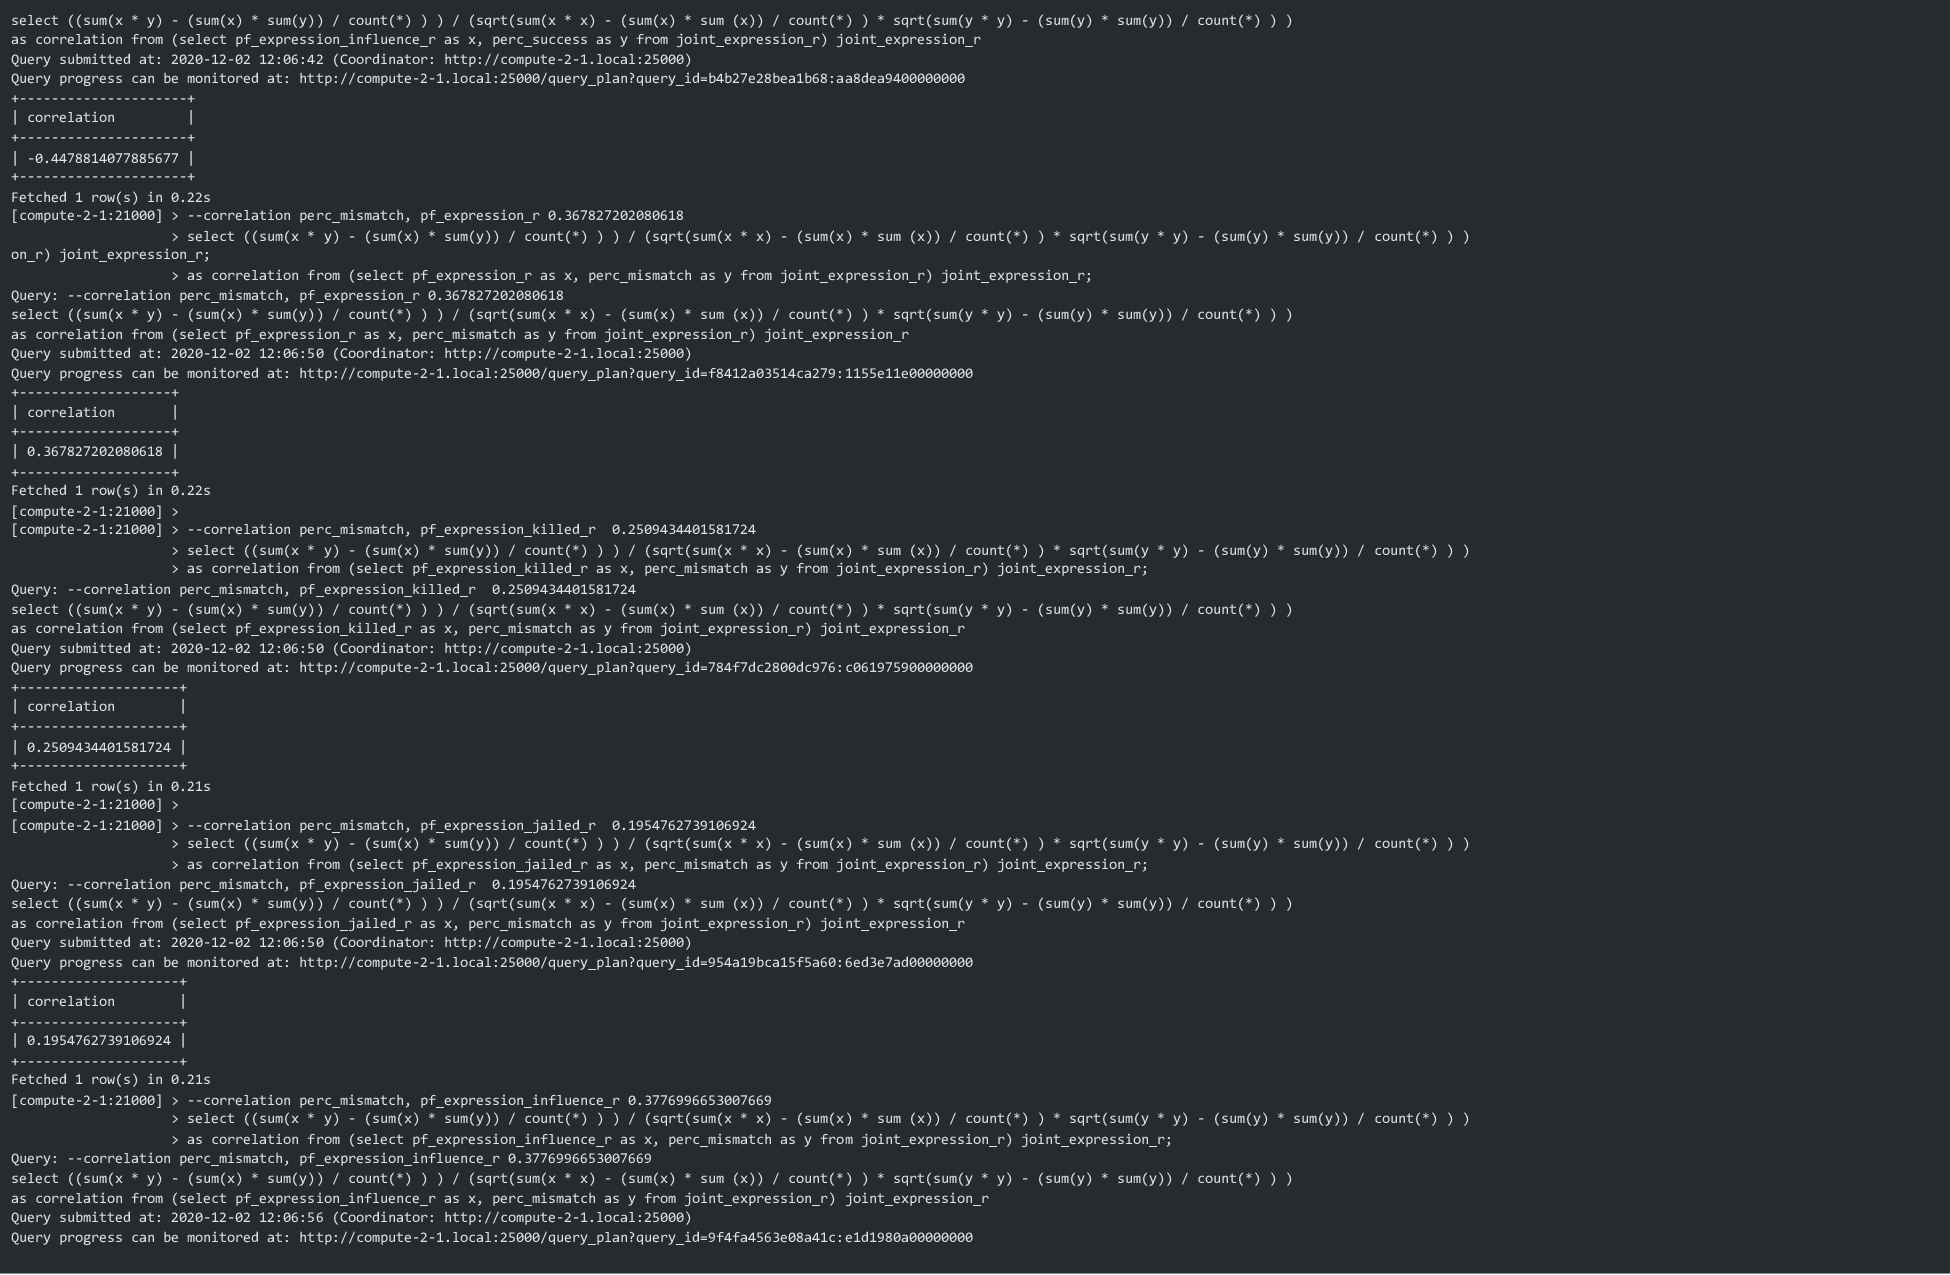 select ((sum(x * y) - (sum(x) * sum(y)) / count(*) ) ) / (sqrt(sum(x * x) - (sum(x) * sum (x)) / count(*) ) * sqrt(sum(y * y) - (sum(y) * sum(y)) / count(*) ) )
as correlation from (select pf_expression_influence_r as x, perc_success as y from joint_expression_r) joint_expression_r
Query submitted at: 2020-12-02 12:06:42 (Coordinator: http://compute-2-1.local:25000)
Query progress can be monitored at: http://compute-2-1.local:25000/query_plan?query_id=b4b27e28bea1b68:aa8dea9400000000
+---------------------+
| correlation         |
+---------------------+
| -0.4478814077885677 |
+---------------------+
Fetched 1 row(s) in 0.22s
[compute-2-1:21000] > --correlation perc_mismatch, pf_expression_r 0.367827202080618
                    > select ((sum(x * y) - (sum(x) * sum(y)) / count(*) ) ) / (sqrt(sum(x * x) - (sum(x) * sum (x)) / count(*) ) * sqrt(sum(y * y) - (sum(y) * sum(y)) / count(*) ) )
on_r) joint_expression_r;
                    > as correlation from (select pf_expression_r as x, perc_mismatch as y from joint_expression_r) joint_expression_r;
Query: --correlation perc_mismatch, pf_expression_r 0.367827202080618
select ((sum(x * y) - (sum(x) * sum(y)) / count(*) ) ) / (sqrt(sum(x * x) - (sum(x) * sum (x)) / count(*) ) * sqrt(sum(y * y) - (sum(y) * sum(y)) / count(*) ) )
as correlation from (select pf_expression_r as x, perc_mismatch as y from joint_expression_r) joint_expression_r
Query submitted at: 2020-12-02 12:06:50 (Coordinator: http://compute-2-1.local:25000)
Query progress can be monitored at: http://compute-2-1.local:25000/query_plan?query_id=f8412a03514ca279:1155e11e00000000
+-------------------+
| correlation       |
+-------------------+
| 0.367827202080618 |
+-------------------+
Fetched 1 row(s) in 0.22s
[compute-2-1:21000] >
[compute-2-1:21000] > --correlation perc_mismatch, pf_expression_killed_r  0.2509434401581724
                    > select ((sum(x * y) - (sum(x) * sum(y)) / count(*) ) ) / (sqrt(sum(x * x) - (sum(x) * sum (x)) / count(*) ) * sqrt(sum(y * y) - (sum(y) * sum(y)) / count(*) ) )
                    > as correlation from (select pf_expression_killed_r as x, perc_mismatch as y from joint_expression_r) joint_expression_r;
Query: --correlation perc_mismatch, pf_expression_killed_r  0.2509434401581724
select ((sum(x * y) - (sum(x) * sum(y)) / count(*) ) ) / (sqrt(sum(x * x) - (sum(x) * sum (x)) / count(*) ) * sqrt(sum(y * y) - (sum(y) * sum(y)) / count(*) ) )
as correlation from (select pf_expression_killed_r as x, perc_mismatch as y from joint_expression_r) joint_expression_r
Query submitted at: 2020-12-02 12:06:50 (Coordinator: http://compute-2-1.local:25000)
Query progress can be monitored at: http://compute-2-1.local:25000/query_plan?query_id=784f7dc2800dc976:c061975900000000
+--------------------+
| correlation        |
+--------------------+
| 0.2509434401581724 |
+--------------------+
Fetched 1 row(s) in 0.21s
[compute-2-1:21000] >
[compute-2-1:21000] > --correlation perc_mismatch, pf_expression_jailed_r  0.1954762739106924
                    > select ((sum(x * y) - (sum(x) * sum(y)) / count(*) ) ) / (sqrt(sum(x * x) - (sum(x) * sum (x)) / count(*) ) * sqrt(sum(y * y) - (sum(y) * sum(y)) / count(*) ) )
                    > as correlation from (select pf_expression_jailed_r as x, perc_mismatch as y from joint_expression_r) joint_expression_r;
Query: --correlation perc_mismatch, pf_expression_jailed_r  0.1954762739106924
select ((sum(x * y) - (sum(x) * sum(y)) / count(*) ) ) / (sqrt(sum(x * x) - (sum(x) * sum (x)) / count(*) ) * sqrt(sum(y * y) - (sum(y) * sum(y)) / count(*) ) )
as correlation from (select pf_expression_jailed_r as x, perc_mismatch as y from joint_expression_r) joint_expression_r
Query submitted at: 2020-12-02 12:06:50 (Coordinator: http://compute-2-1.local:25000)
Query progress can be monitored at: http://compute-2-1.local:25000/query_plan?query_id=954a19bca15f5a60:6ed3e7ad00000000
+--------------------+
| correlation        |
+--------------------+
| 0.1954762739106924 |
+--------------------+
Fetched 1 row(s) in 0.21s
[compute-2-1:21000] > --correlation perc_mismatch, pf_expression_influence_r 0.3776996653007669
                    > select ((sum(x * y) - (sum(x) * sum(y)) / count(*) ) ) / (sqrt(sum(x * x) - (sum(x) * sum (x)) / count(*) ) * sqrt(sum(y * y) - (sum(y) * sum(y)) / count(*) ) )
                    > as correlation from (select pf_expression_influence_r as x, perc_mismatch as y from joint_expression_r) joint_expression_r;
Query: --correlation perc_mismatch, pf_expression_influence_r 0.3776996653007669
select ((sum(x * y) - (sum(x) * sum(y)) / count(*) ) ) / (sqrt(sum(x * x) - (sum(x) * sum (x)) / count(*) ) * sqrt(sum(y * y) - (sum(y) * sum(y)) / count(*) ) )
as correlation from (select pf_expression_influence_r as x, perc_mismatch as y from joint_expression_r) joint_expression_r
Query submitted at: 2020-12-02 12:06:56 (Coordinator: http://compute-2-1.local:25000)
Query progress can be monitored at: http://compute-2-1.local:25000/query_plan?query_id=9f4fa4563e08a41c:e1d1980a00000000